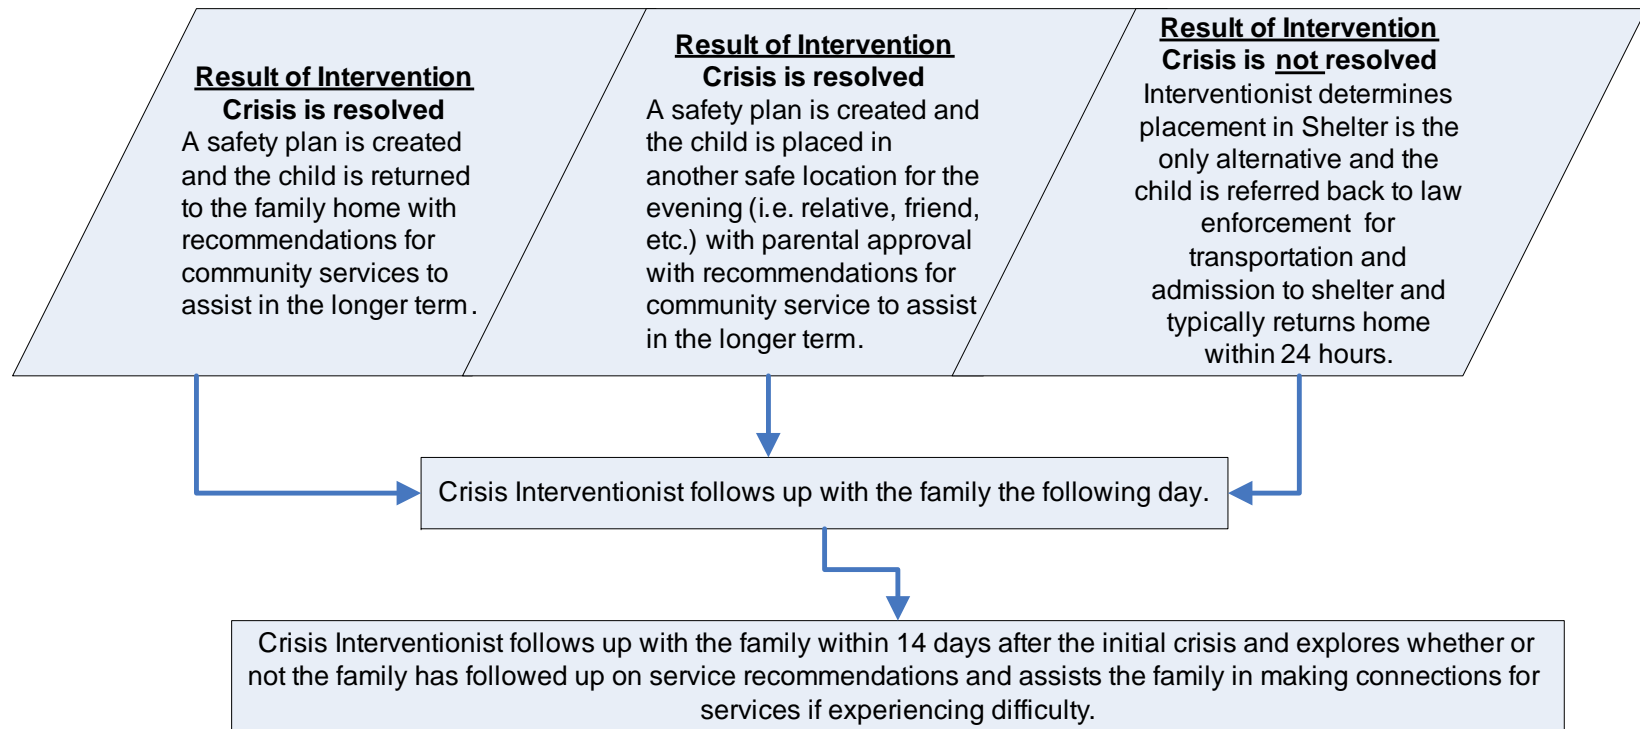 Result of Intervention
Crisis is resolved
A safety plan is created
and the child is returned
to the family home with
recommendations for
community services to
assist in the longer term.
Result of Intervention
Crisis is resolved
A safety plan is created and
the child is placed in
another safe location for the
evening (i.e. relative, friend,
etc.) with parental approval
with recommendations for
community service to assist
in the longer term.
Result of Intervention
Crisis is not resolved
Interventionist determines
placement in Shelter is the
only alternative and the
child is referred back to law
enforcement for
transportation and
admission to shelter and
typically returns home
within 24 hours.
Crisis Interventionist follows up with the family the following day.
Crisis Interventionist follows up with the family within 14 days after the initial crisis and explores whether or
not the family has followed up on service recommendations and assists the family in making connections for
services if experiencing difficulty.